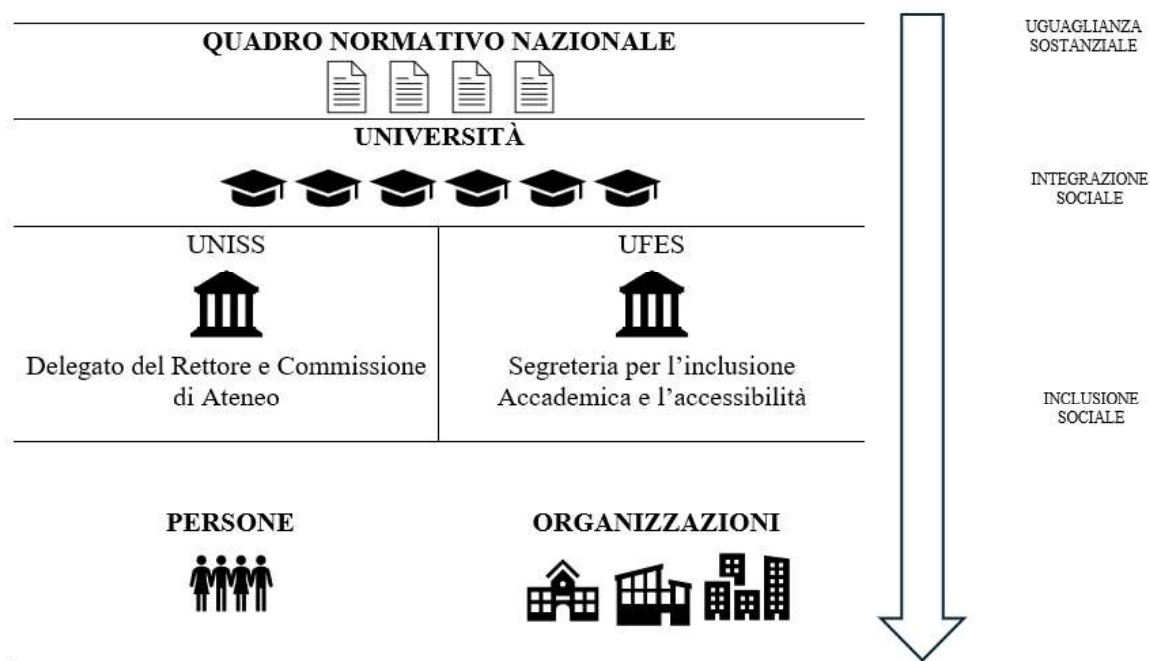 QUADRO NORMATIVO NAZIONALE
UNIVERSITÀ
UNISS
Delegato del Rettore e Commissione
di Ateneo
UFES
Segreteria per l’inclusione
Accademica e l’accessibilità
PERSONE
ORGANIZZAZIONI
UGUAGLIANZA
SOSTANZIALE
INTEGRAZIONE
SOCIALE
INCLUSIONE
SOCIALE